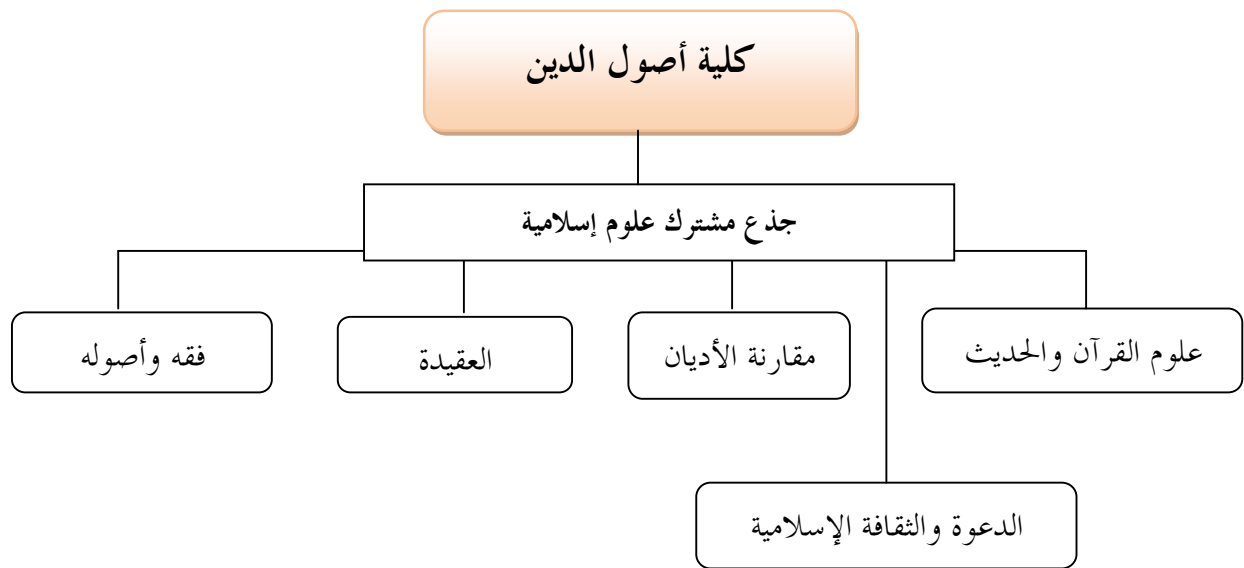 كلية أصول الدين
جذع مشترك علوم إسلامية
علوم القرآن والحديث
مقارنة الأديان
العقيدة
فقه وأصوله
الدعوة والثقافة الإسلامية